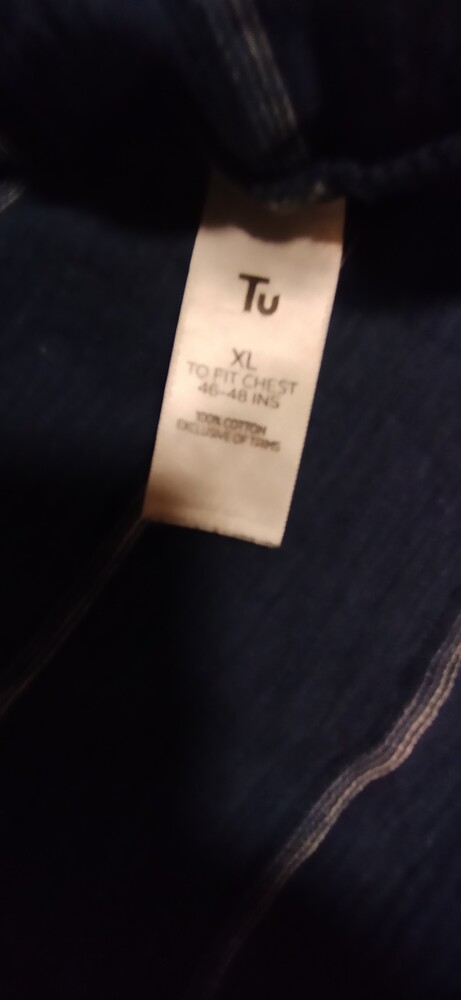 Tu
XL
TO FIT CHEST
46-48 INS
100% COTTON
EXCLUSIVE OF TRIMS